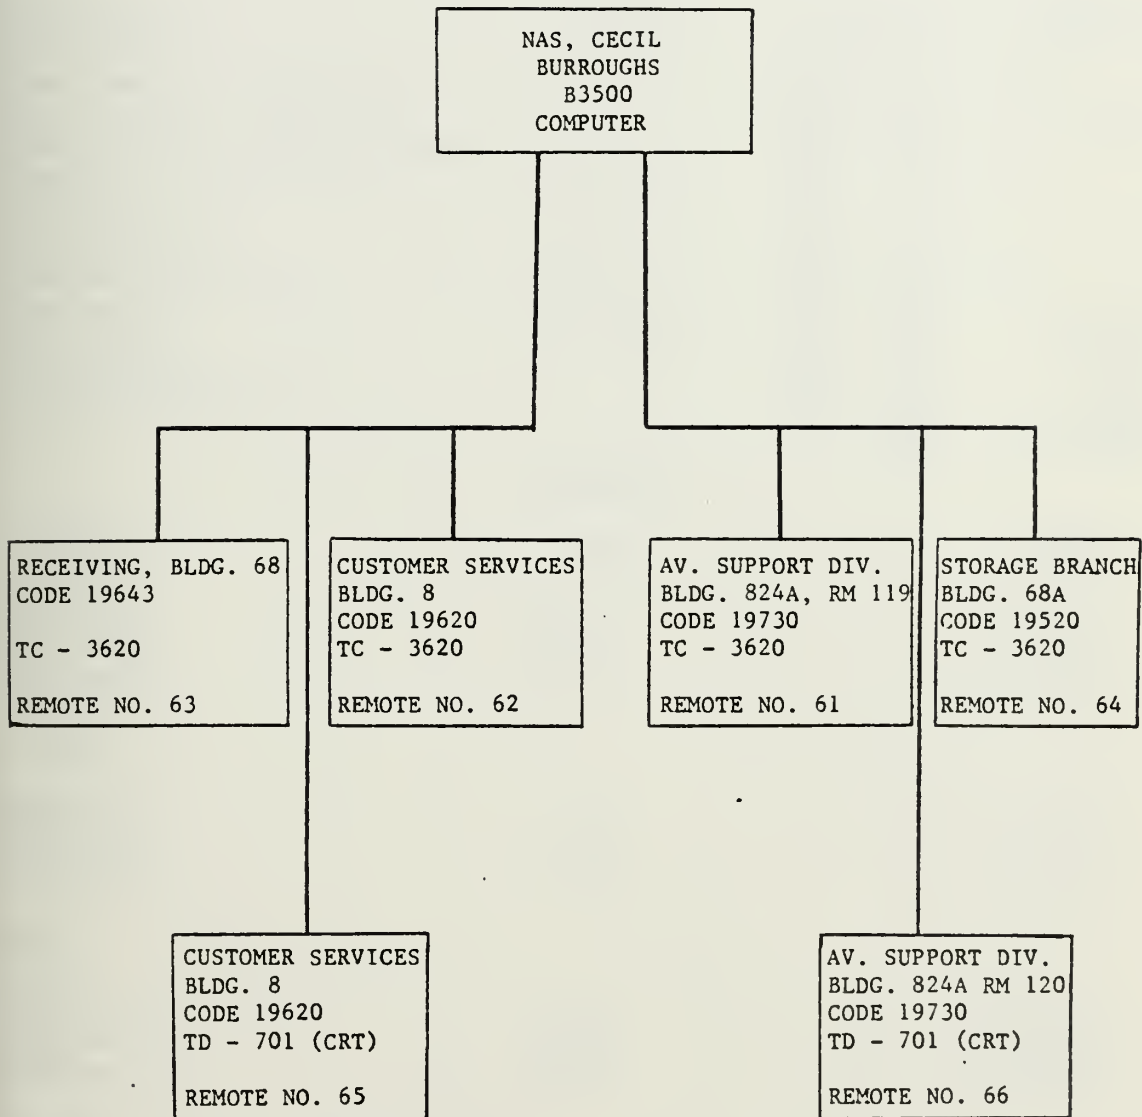 NAS, CECIL
BURROUGHS
B3500
COMPUTER
RECEIVING, BLDG. 68
CODE 19643
TC - 3620
REMOTE NO. 63
CUSTOMER SERVICES
BLDG. 8
CODE 19620
TC - 3620
REMOTE NO. 62
AV. SUPPORT DIV.
BLDG. 824A, RM 119
CODE 19730
TC - 3620
REMOTE NO. 61
STORAGE BRANCH
BLDG. 68A
CODE 19520
TC - 3620
REMOTE NO. 64
CUSTOMER SERVICES
BLDG. 8
CODE 19620
TD - 701 (CRT)
REMOTE NO. 65
AV. SUPPORT DIV.
BLDG. 824A RM 120
CODE 19730
TD - 701 (CRT)
REMOTE NO. 66